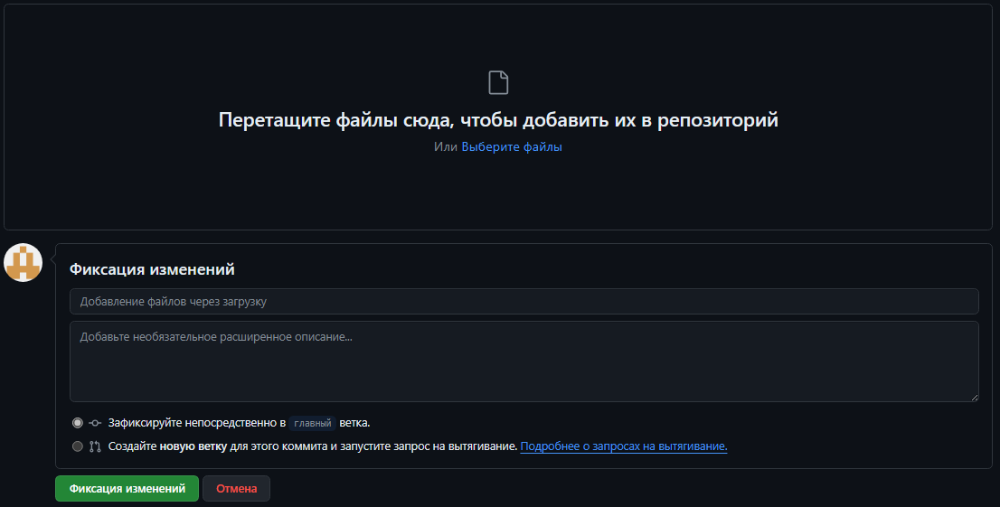 Перетащите файлы сюда, чтобы добавить их в репозиторий
Или Выберите файлы
Фиксация изменений
Добавление файлов через загрузку
Добавьте необязательное расширенное описание...
Зафиксируйте непосредственно в главный ветка.
Создайте новую ветку для этого коммита и запустите запрос на вытягивание. Подробнее о запросах на вытягивание.
Фиксация изменений Отмена